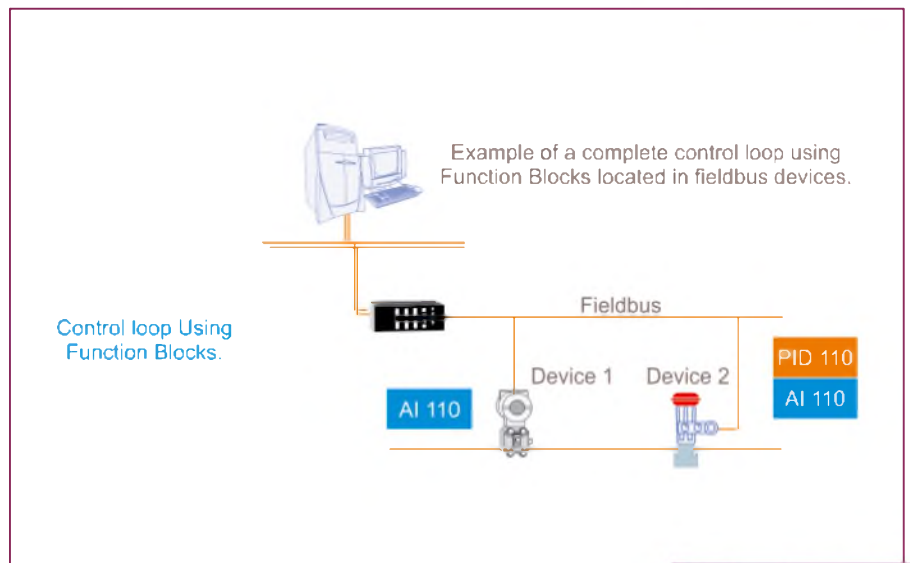 Example of a complete control loop using
Function Blocks located in fieldbus devices.
Fieldbus
Control loop Using
Function Blocks.
Device 1
Device 2
PID 110
AI 110
AI 110